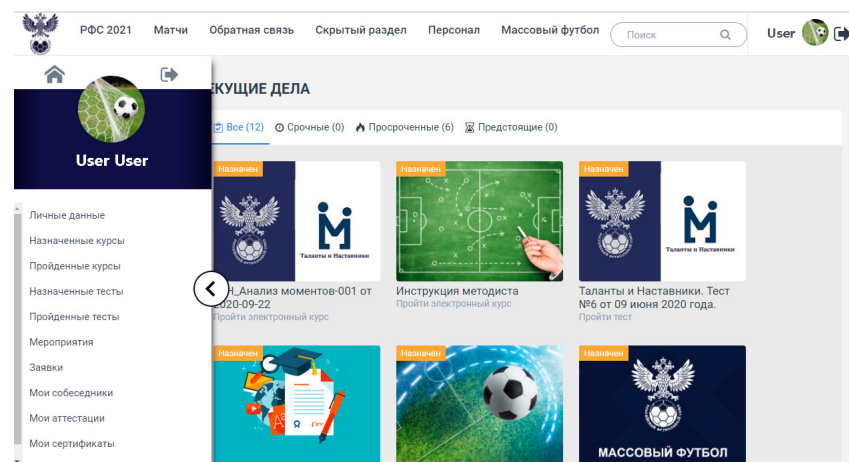 РФС 2021 Матчи Обратная связь Скрытый раздел Персонал Массовый футбол Поиск User
User User
Личные данные
Назначенные курсы
Пройденные курсы
Назначенные тесты
Пройденные тесты
Мероприятия
Заявки
Мои собеседники
Мои аттестации
Мои сертификаты
ЕКУЩИЕ ДЕЛА
Все (12) Срочные (0) Просроченные (6) Предстоящие (0)
Назначен
Таланты и Наставники
Н_Анализ моментов-001 от
2020-09-22
Пройти электронный курс
Назначен
Инструкция методиста
Пройти электронный курс
Назначен
Таланты и Наставники
Таланты и Наставники. Тест
№6 от 09 июня 2020 года.
Пройти тест
Назначен
Назначен
Назначен
МАССОВЫЙ ФУТБОЛ